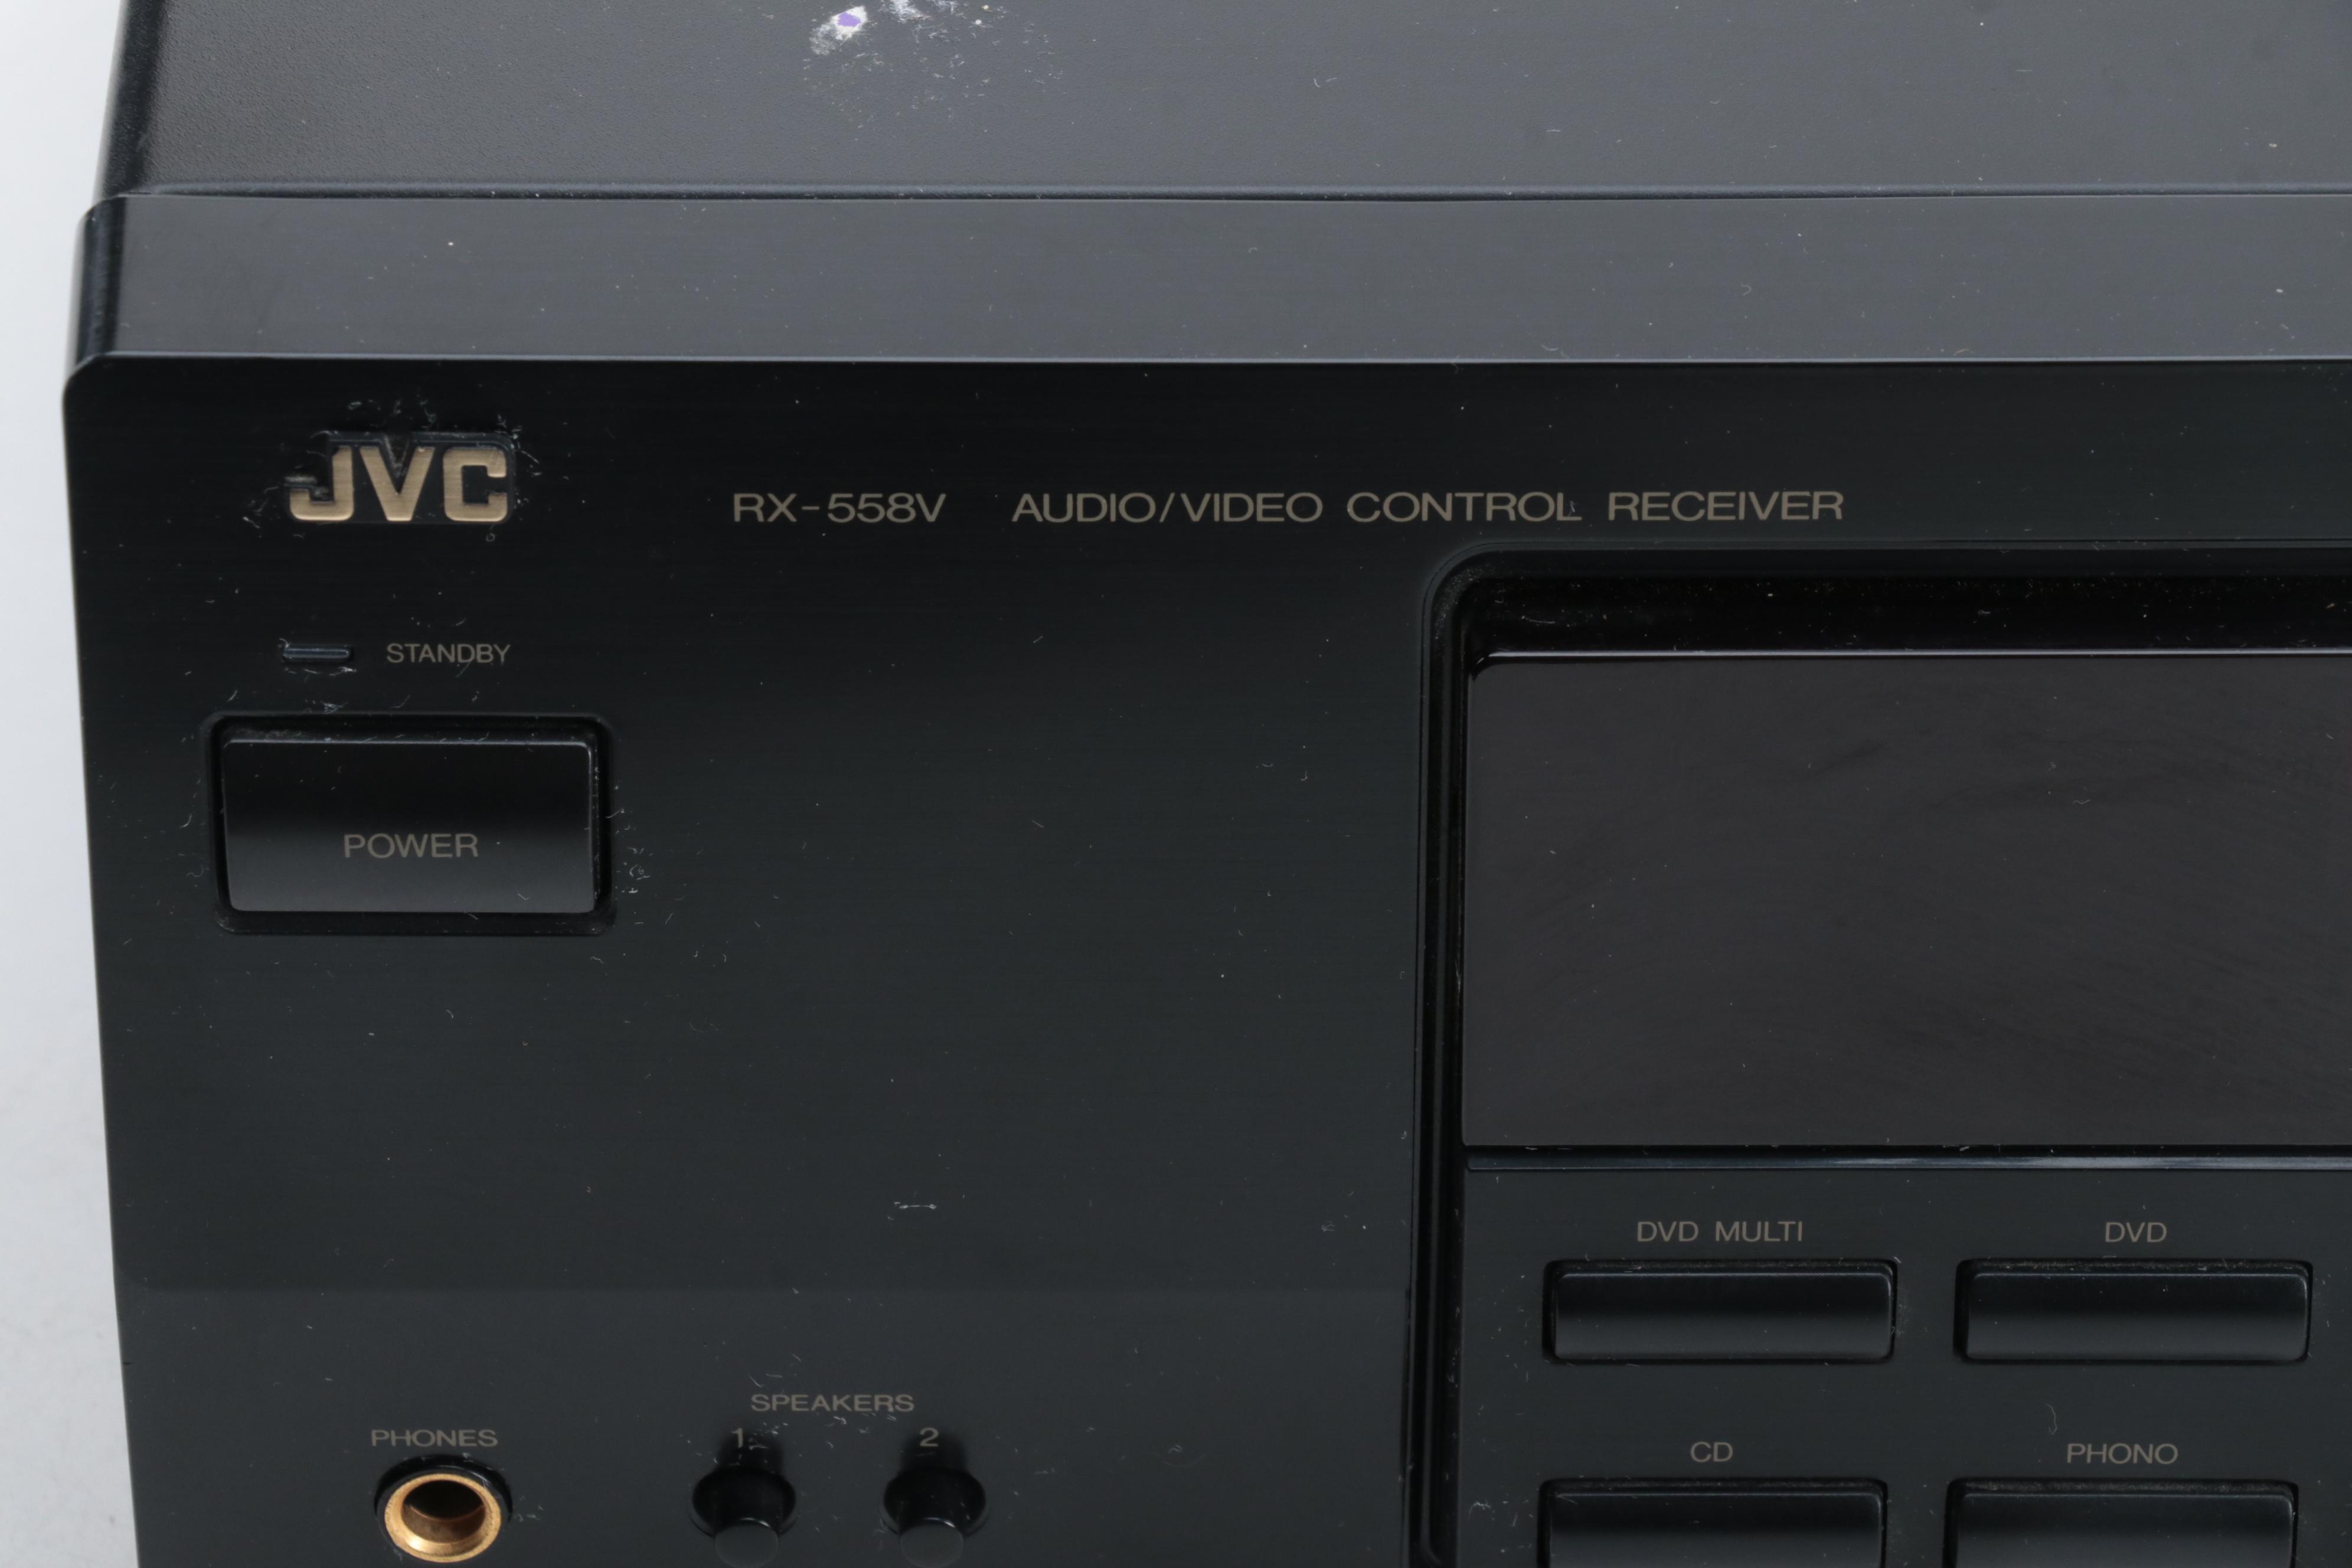 JVC
RX-558V AUDIO/VIDEO CONTROL RECEIVER
STANDBY
POWER
DVD MULTI DVD
SPEAKERS
PHONES 1 2
CD PHONO